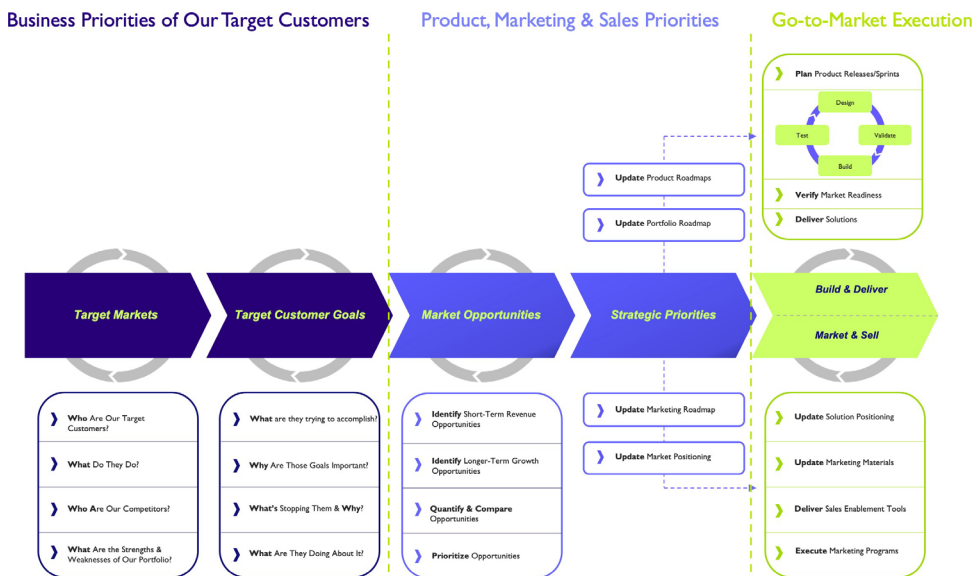 Business Priorities of Our Target Customers
Product, Marketing & Sales Priorities
Go-to-Market Execution
Plan Product Releases/Sprints
Design
Test
Validate
Build
Verify Market Readiness
Deliver Solutions
Update Product Roadmaps
Update Portfolio Roadmap
Target Markets
Target Customer Goals
Market Opportunities
Strategic Priorities
Build & Deliver
Market & Sell
Who Are Our Target
Customers?
What Do They Do?
Who Are Our Competitors?
What Are the Strengths &
Weaknesses of Our Portfolio?
What are they trying to accomplish?
Why Are Those Goals Important?
What's Stopping Them & Why?
What Are They Doing About It?
Identify Short-Term Revenue
Opportunities
Identify Longer-Term Growth
Opportunities
Quantify & Compare
Opportunities
Prioritize Opportunities
Update Marketing Roadmap
Update Market Positioning
Update Solution Positioning
Update Marketing Materials
Deliver Sales Enablement Tools
Execute Marketing Programs